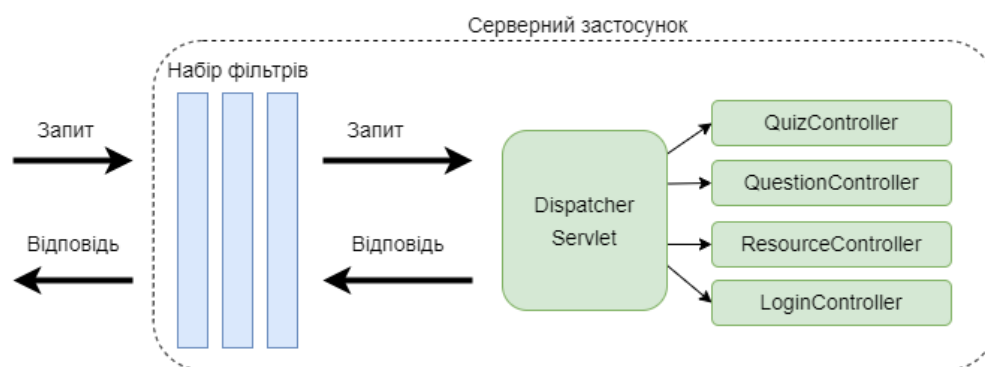 Серверний застосунок
Набір фільтрів
Запит
Запит
Відповідь
Відповідь
Dispatcher
Servlet
QuizController
QuestionController
ResourceController
LoginController